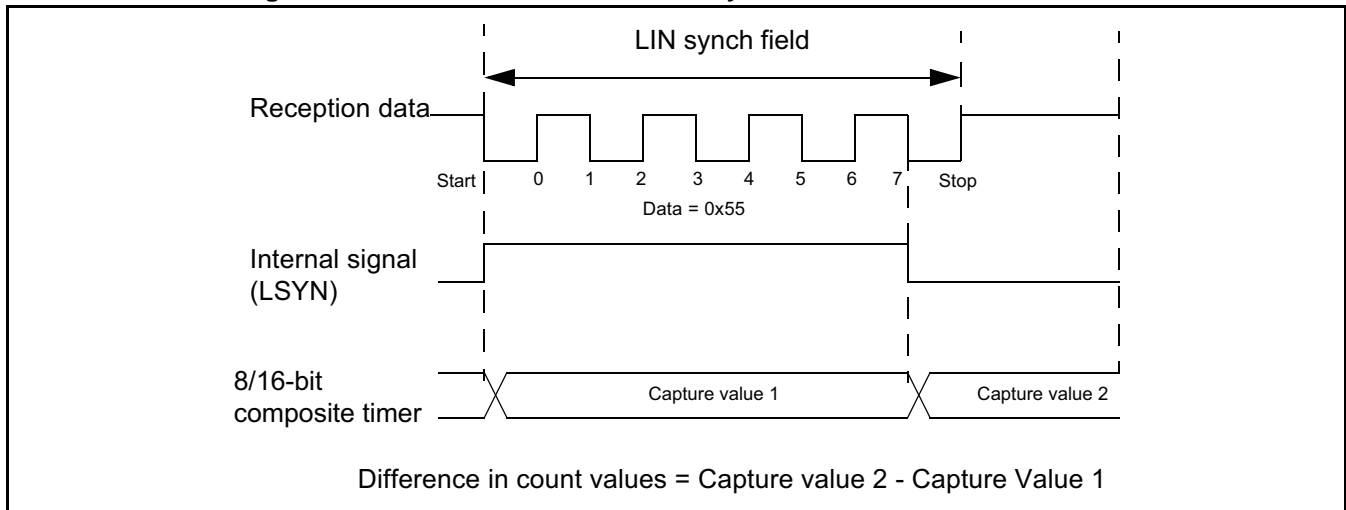 LIN synch field
Reception data
Start 0 1 2 3 4 5 6 7 Stop
Data = 0x55
Internal signal
(LSYN)
8/16-bit
composite timer
Capture value 1
Capture value 2
Difference in count values = Capture value 2 - Capture Value 1